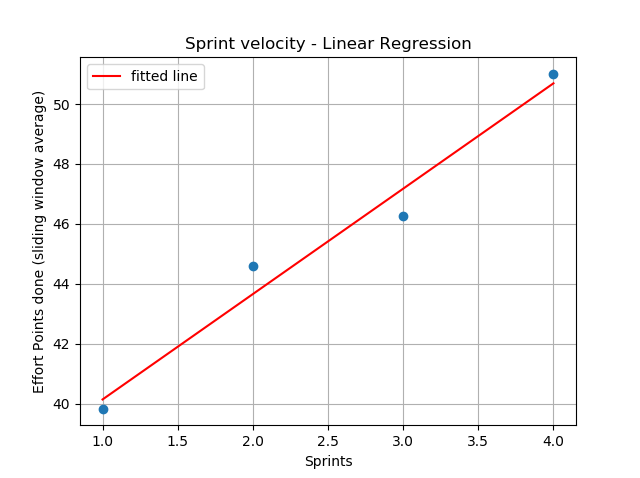 Sprint velocity - Linear Regression
fitted line
Effort Points done (sliding window average)
50
48
46
44
42
40
1.0 1.5 2.0 2.5 3.0 3.5 4.0
Sprints